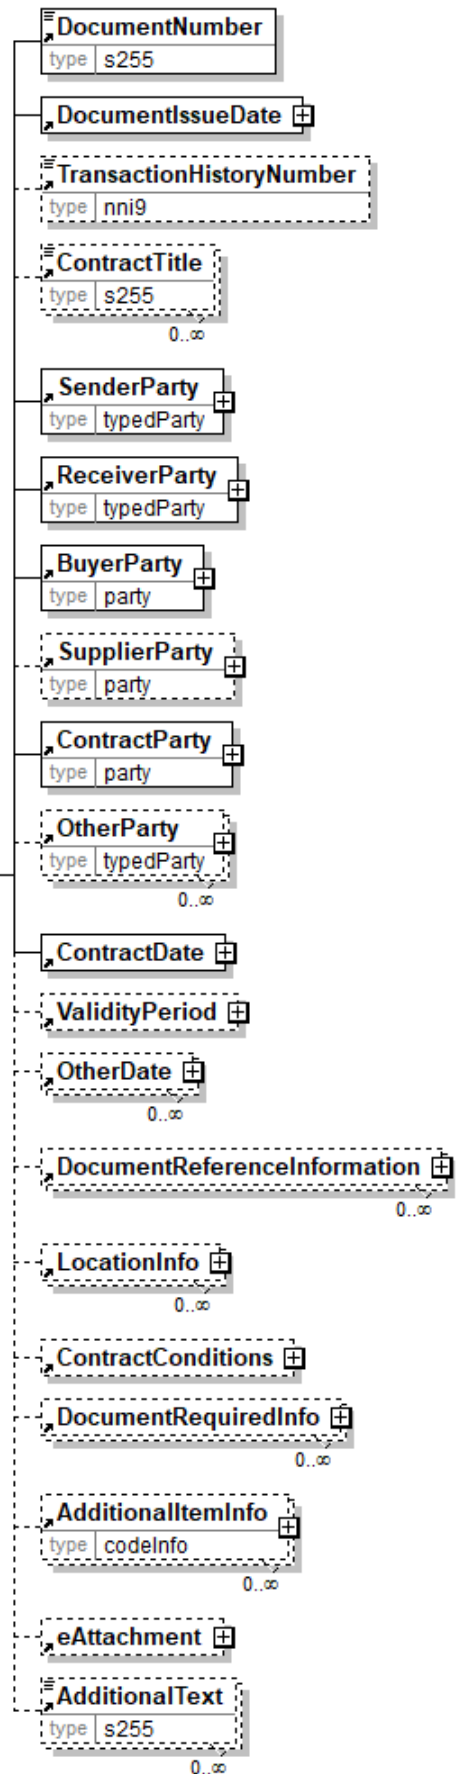 DocumentNumber
type s255
DocumentIssueDate
TransactionHistoryNumber
type nni9
ContractTitle
type s255
0..∞
SenderParty
type typedParty
ReceiverParty
type typedParty
BuyerParty
type party
SupplierParty
type party
ContractParty
type party
OtherParty
type typedParty
0..∞
ContractDate
ValidityPeriod
OtherDate
0..∞
DocumentReferenceInformation
0..∞
LocationInfo
0..∞
ContractConditions
DocumentRequiredInfo
0..∞
AdditionalItemInfo
type codeInfo
0..∞
eAttachment
AdditionalText
type s255
0..∞